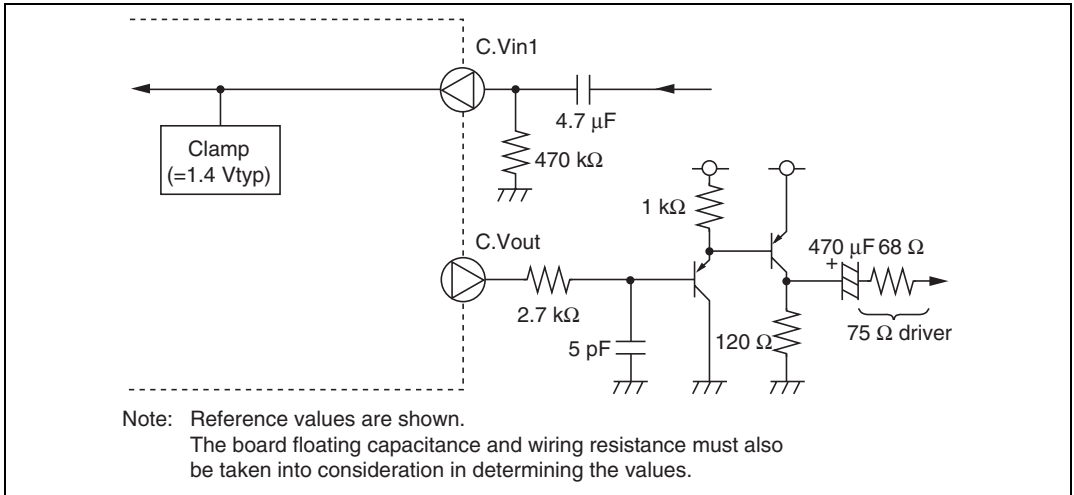 C.Vin1
4.7 μF
Clamp
(=1.4 Vtyp)
470 kΩ
1 kΩ
C.Vout
470 μF 68 Ω
+
2.7 kΩ
5 pF
120 Ω
75 Ω driver
Note: Reference values are shown.
The board floating capacitance and wiring resistance must also
be taken into consideration in determining the values.